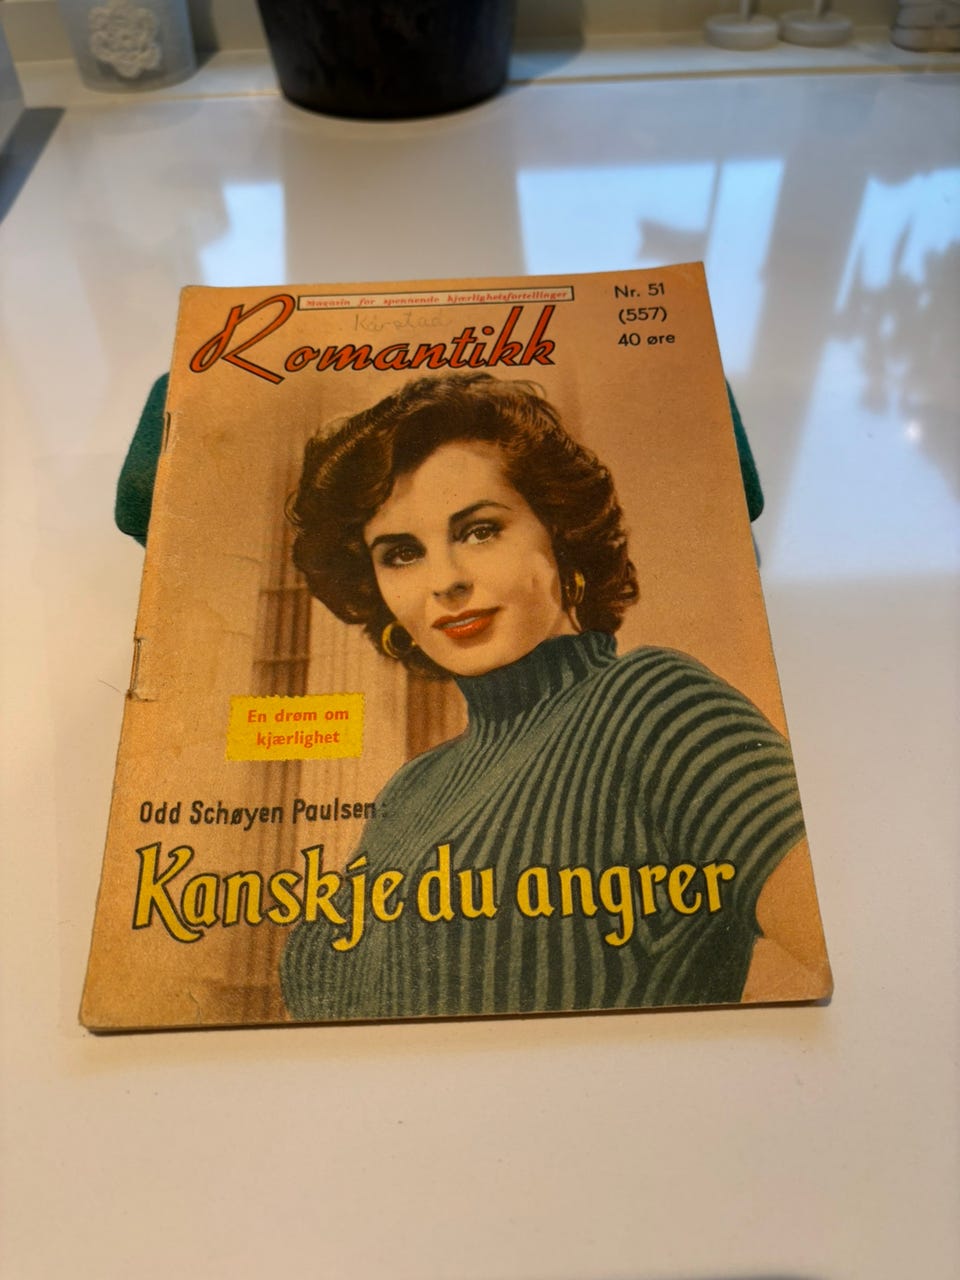 Magasin for spennende kjærlighetsfortellinger
Romantikk
Nr. 51
(557)
40 øre
En drøm om
kjærlighet
Odd Schøyen Paulsen:
Kanskje du angrer